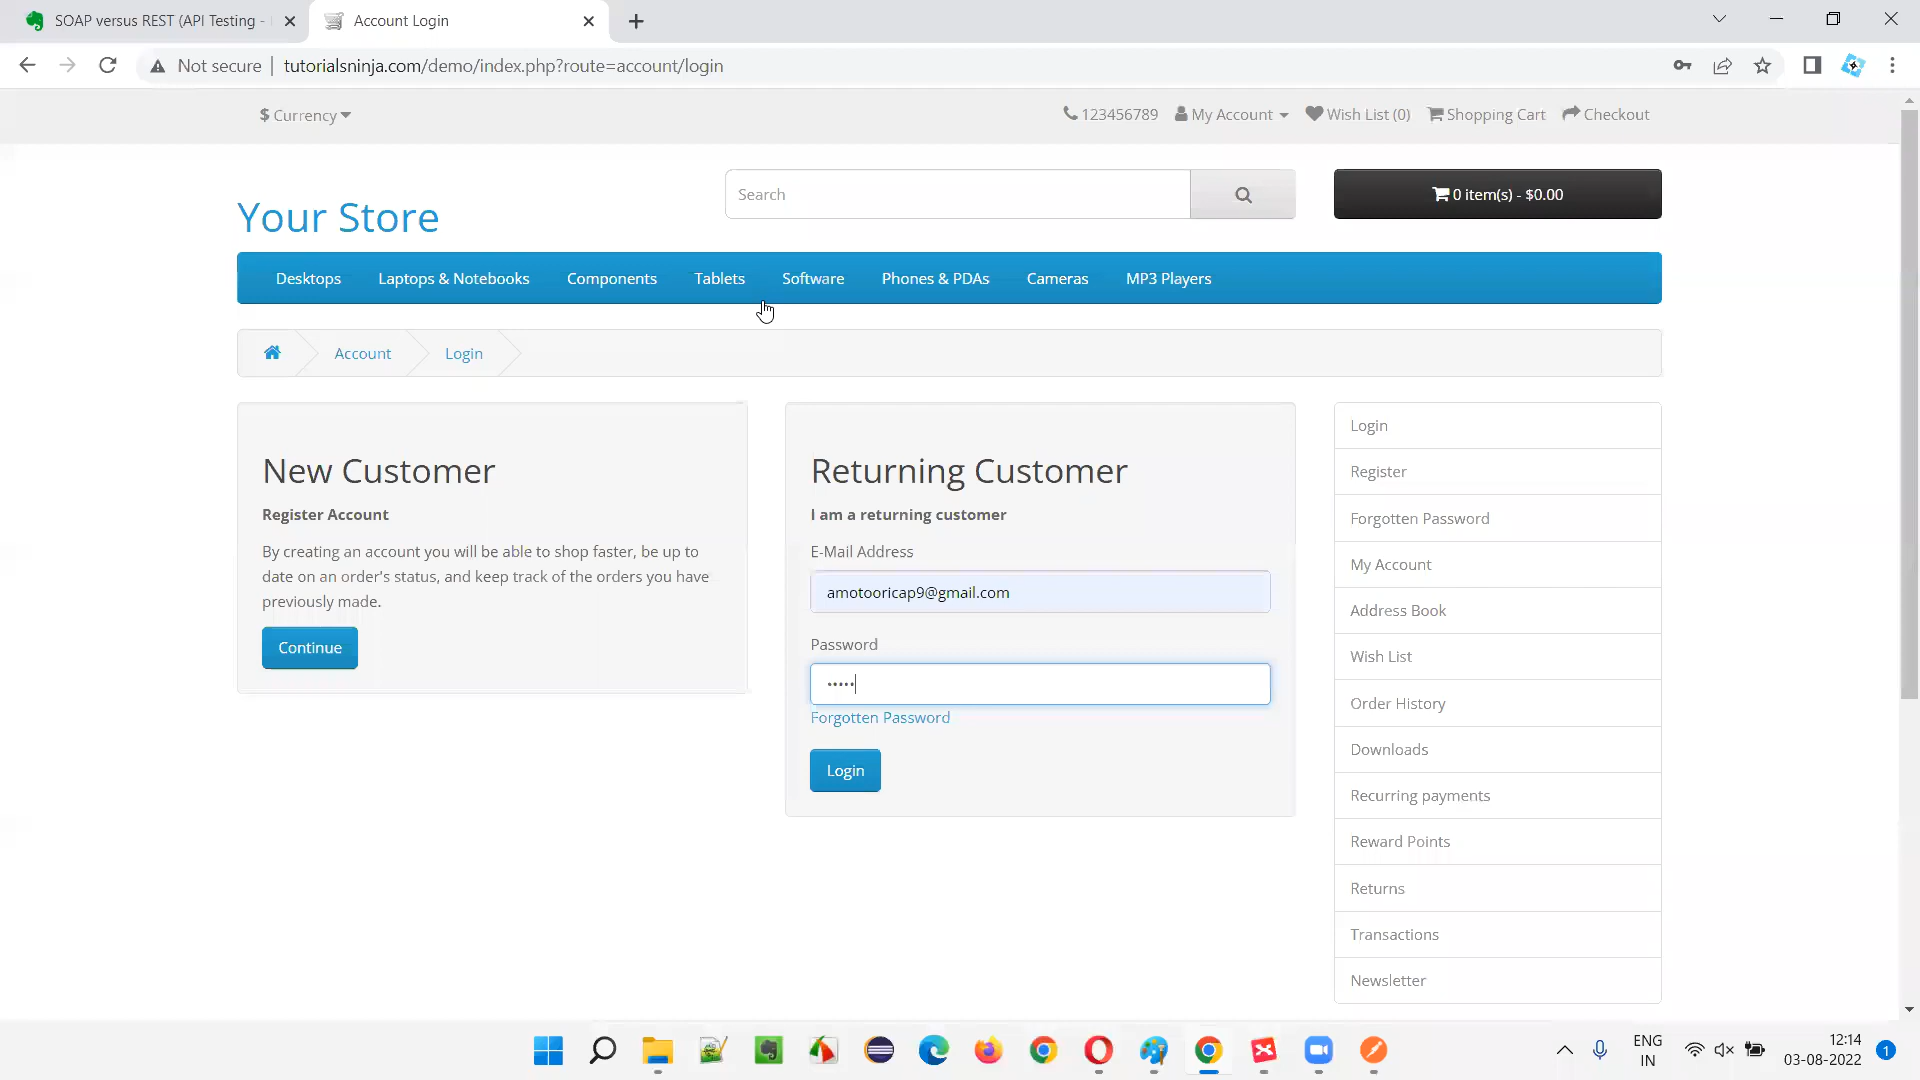 SOAP versus REST (API Testing -
Account Login
Not secure
tutorialsninja.com/demo/index.php?route=account/login
$ Currency
123456789
My Account
Wish List (0)
Shopping Cart
Checkout
Your Store
Search
0 item(s) - $0.00
Desktops
Laptops & Notebooks
Components
Tablets
Software
Phones & PDAs
Cameras
MP3 Players
Account
Login
New Customer
Register Account
By creating an account you will be able to shop faster, be up to
date on an order's status, and keep track of the orders you have
previously made.
Continue
Returning Customer
I am a returning customer
E-Mail Address
amotooricap9@gmail.com
Password
•••••
Forgotten Password
Login
Login
Register
Forgotten Password
My Account
Address Book
Wish List
Order History
Downloads
Recurring payments
Reward Points
Returns
Transactions
Newsletter
ENG
IN
12:14
03-08-2022
1